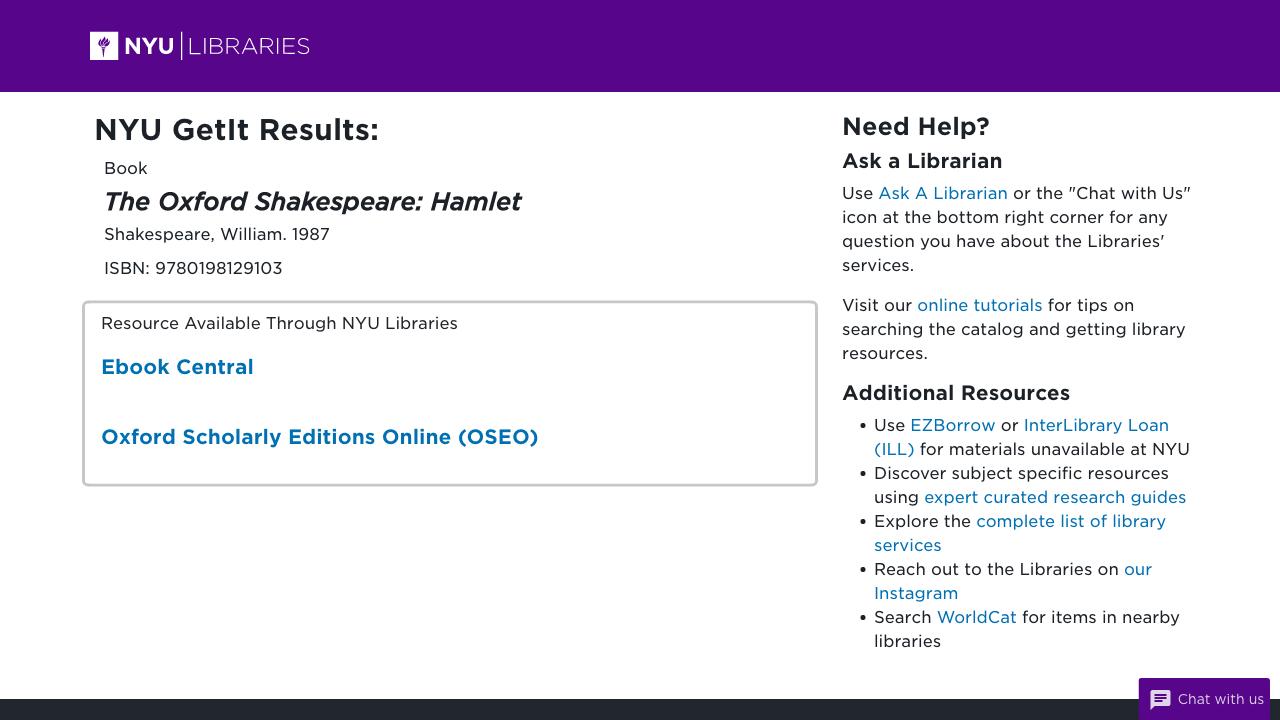 NYU LIBRARIES
NYU GetIt Results:
Book
The Oxford Shakespeare: Hamlet
Shakespeare, William. 1987
ISBN: 9780198129103
Resource Available Through NYU Libraries
Ebook Central
Oxford Scholarly Editions Online (OSEO)
Need Help?
Ask a Librarian
Use Ask A Librarian or the "Chat with Us"
icon at the bottom right corner for any
question you have about the Libraries'
services.
Visit our online tutorials for tips on
searching the catalog and getting library
resources.
Additional Resources
• Use EZBorrow or InterLibrary Loan
(ILL) for materials unavailable at NYU
• Discover subject specific resources
using expert curated research guides
• Explore the complete list of library
services
• Reach out to the Libraries on our
Instagram
• Search WorldCat for items in nearby
libraries
Chat with us